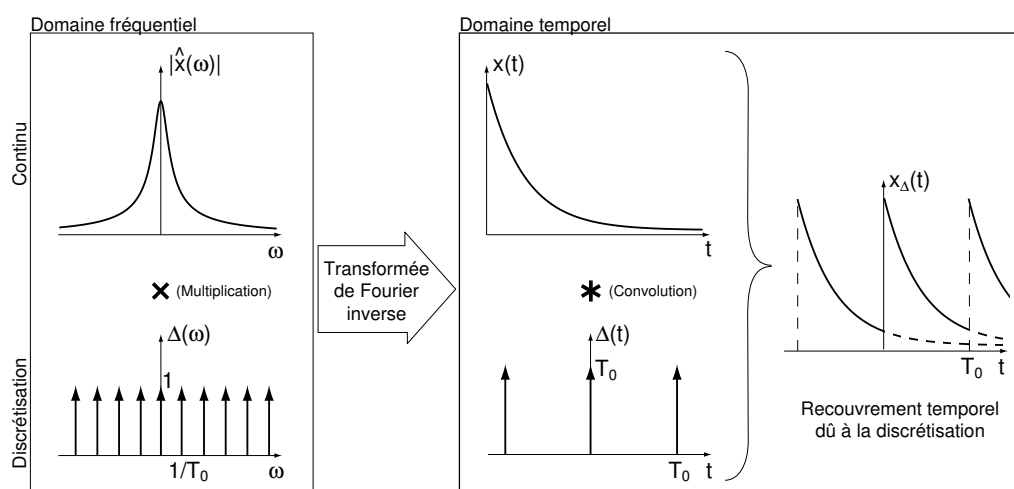 Domaine fréquentiel
Domaine temporel
Continu
|x̂(ω)|
ω
× (Multiplication)
Discrétisation
Δ(ω)
1
1/T₀
ω
Transformée
de Fourier
inverse
x(t)
t
* (Convolution)
Δ(t)
T₀
T₀
t
x_Δ(t)
T₀
t
Recouvrement temporel
dû à la discrétisation